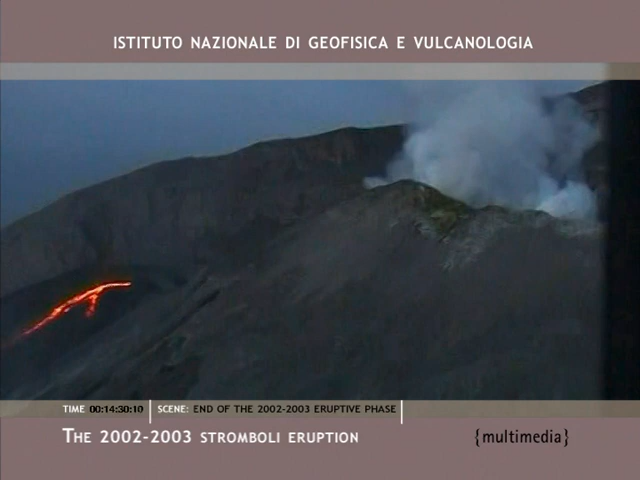 ISTITUTO NAZIONALE DI GEOFISICA E VULCANOLOGIA
TIME 00:14:30:10 SCENE: END OF THE 2002-2003 ERUPTIVE PHASE
THE 2002-2003 STROMBOLI ERUPTION {multimedia}